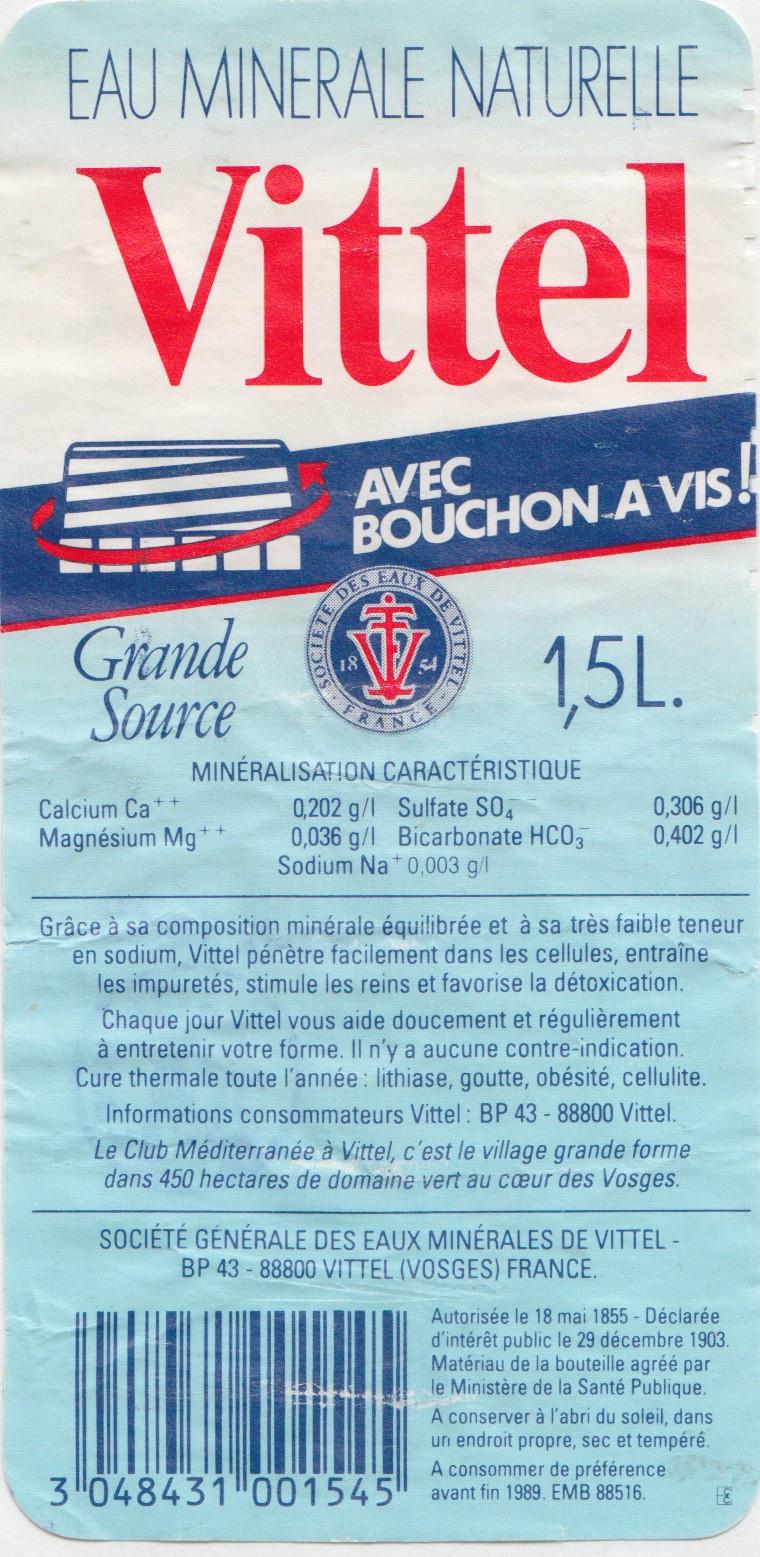 EAU MINERALE NATURELLE
Vittel
AVEC
BOUCHON A VIS!
Grande
Source
SOCIETE DES EAUX DE VITTEL - FRANCE -
18 54
1,5L.
MINÉRALISATION CARACTÉRISTIQUE
Calcium Ca++ 0,202 g/l Sulfate SO4-- 0,306 g/l
Magnésium Mg++ 0,036 g/l Bicarbonate HCO3- 0,402 g/l
Sodium Na+ 0,003 g/l
Grâce à sa composition minérale équilibrée et à sa très faible teneur
en sodium, Vittel pénètre facilement dans les cellules, entraîne
les impuretés, stimule les reins et favorise la détoxication.
Chaque jour Vittel vous aide doucement et régulièrement
à entretenir votre forme. Il n'y a aucune contre-indication.
Cure thermale toute l'année : lithiase, goutte, obésité, cellulite.
Informations consommateurs Vittel : BP 43 - 88800 Vittel.
Le Club Méditerranée à Vittel, c'est le village grande forme
dans 450 hectares de domaine vert au cœur des Vosges.
SOCIÉTÉ GÉNÉRALE DES EAUX MINÉRALES DE VITTEL -
BP 43 - 88800 VITTEL (VOSGES) FRANCE.
Autorisée le 18 mai 1855 - Déclarée
d'intérêt public le 29 décembre 1903.
Matériau de la bouteille agréé par
le Ministère de la Santé Publique.
A conserver à l'abri du soleil, dans
un endroit propre, sec et tempéré.
A consommer de préférence
avant fin 1989. EMB 88516.
3 048431 001545